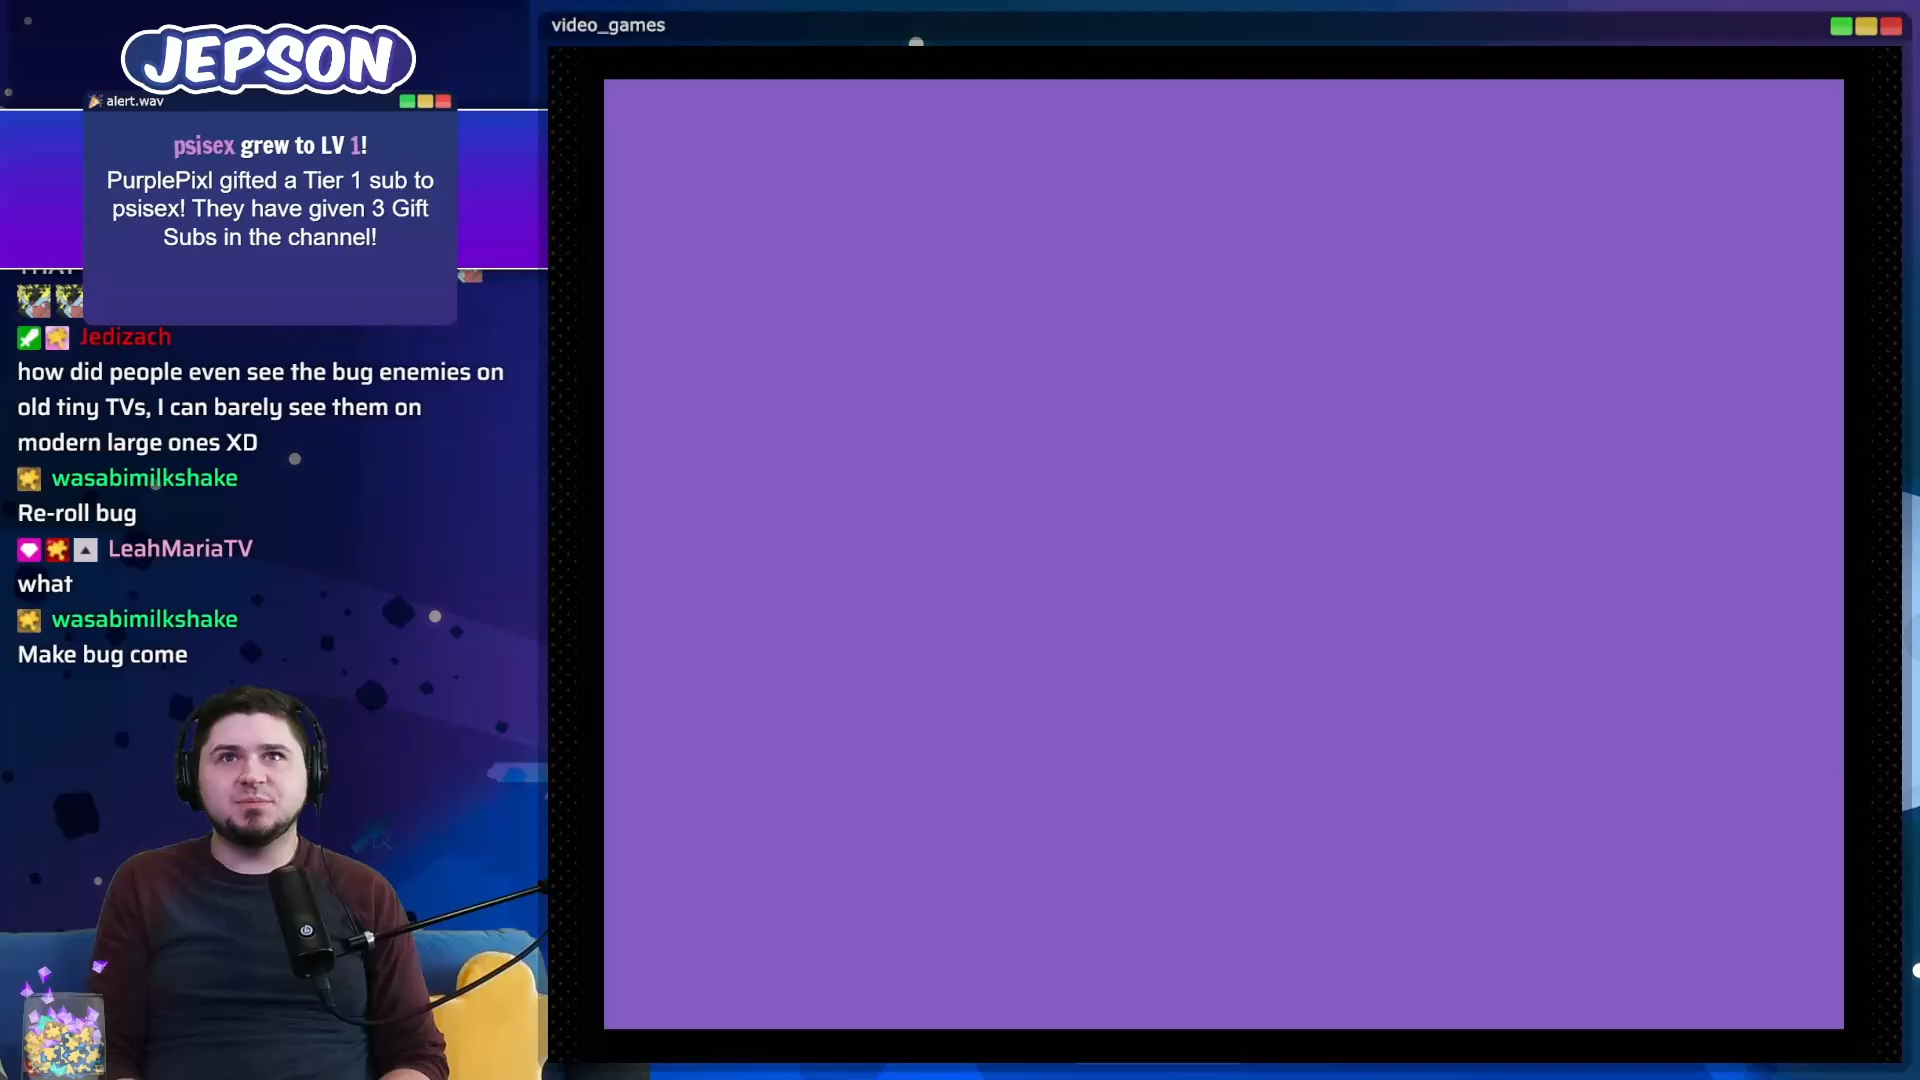 video_games
JEPSON
alert.wav
psisex grew to LV 1!
PurplePixl gifted a Tier 1 sub to
psisex! They have given 3 Gift
Subs in the channel!
Jedizach
how did people even see the bug enemies on
old tiny TVs, I can barely see them on
modern large ones XD
wasabimilkshake
Re-roll bug
LeahMariaTV
what
wasabimilkshake
Make bug come